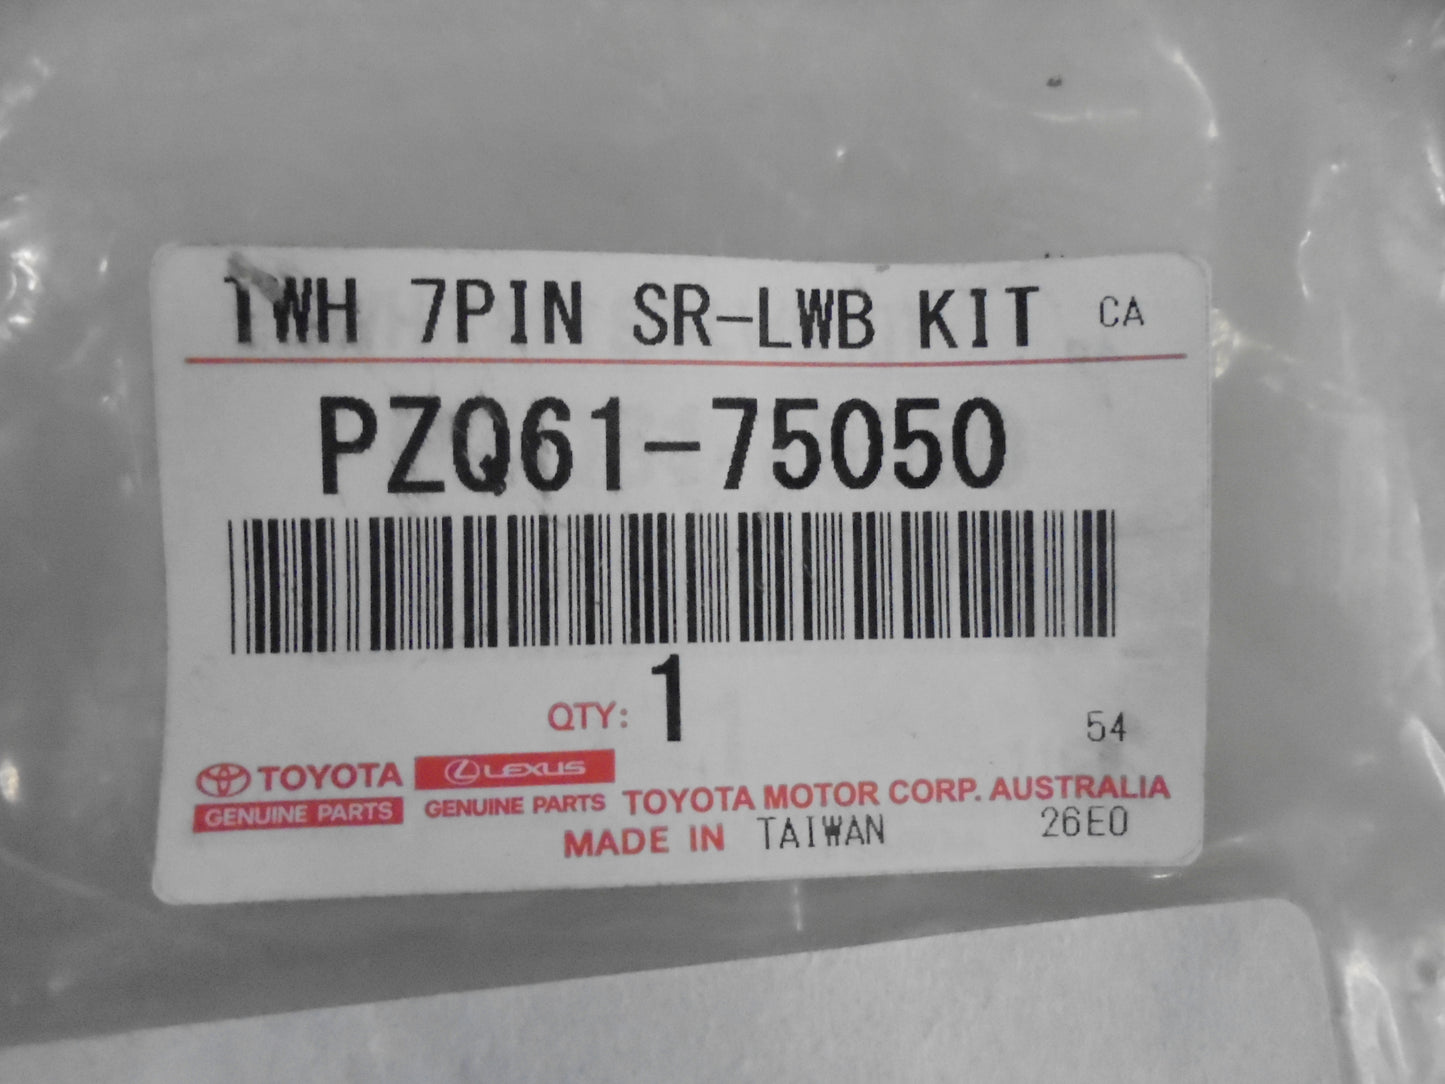 TWH 7PIN SR-LWB KIT CA
PZQ61-75050
QTY: 1
54
TOYOTA LEXUS
GENUINE PARTS GENUINE PARTS TOYOTA MOTOR CORP. AUSTRALIA
MADE IN TAIWAN 26E0